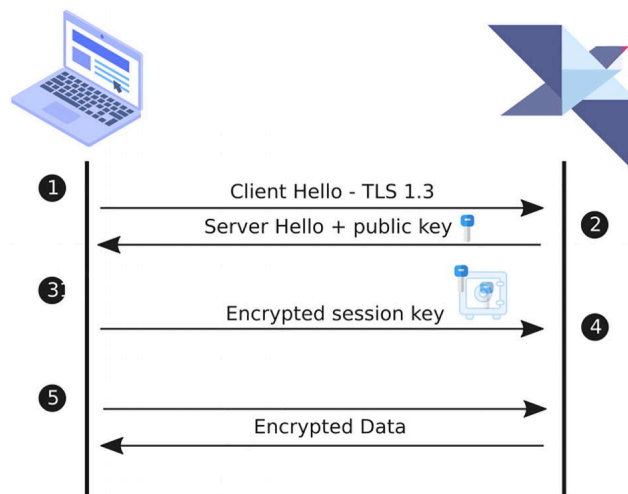 1
Client Hello - TLS 1.3
Server Hello + public key
2
3
Encrypted session key
4
5
Encrypted Data